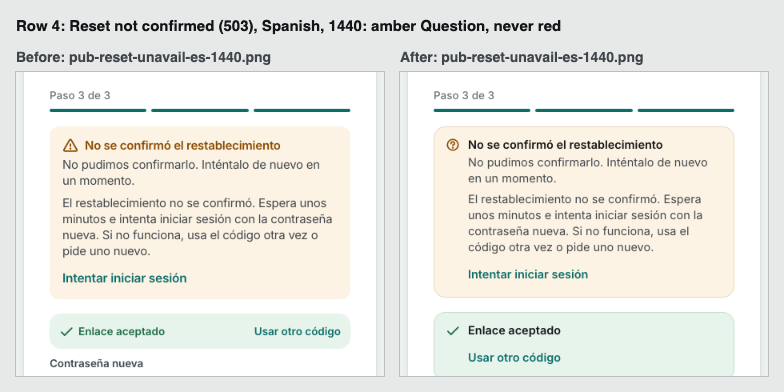 Row 4: Reset not confirmed (503), Spanish, 1440: amber Question, never red
Before: pub-reset-unavail-es-1440.png
Paso 3 de 3
No se confirmó el restablecimiento
No pudimos confirmarlo. Inténtalo de nuevo en
un momento.
El restablecimiento no se confirmó. Espera unos
minutos e intenta iniciar sesión con la contraseña
nueva. Si no funciona, usa el código otra vez o
pide uno nuevo.
Intentar iniciar sesión
Enlace aceptado
Usar otro código
Contraseña nueva
After: pub-reset-unavail-es-1440.png
Paso 3 de 3
No se confirmó el restablecimiento
No pudimos confirmarlo. Inténtalo de nuevo
en un momento.
El restablecimiento no se confirmó. Espera
unos minutos e intenta iniciar sesión con la
contraseña nueva. Si no funciona, usa el
código otra vez o pide uno nuevo.
Intentar iniciar sesión
Enlace aceptado
Usar otro código